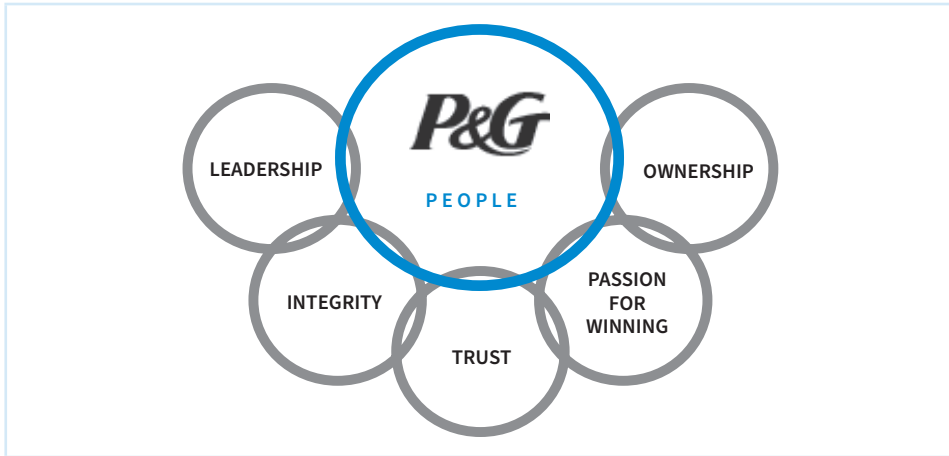 P&G
PEOPLE
LEADERSHIP
OWNERSHIP
INTEGRITY
PASSION
FOR
WINNING
TRUST